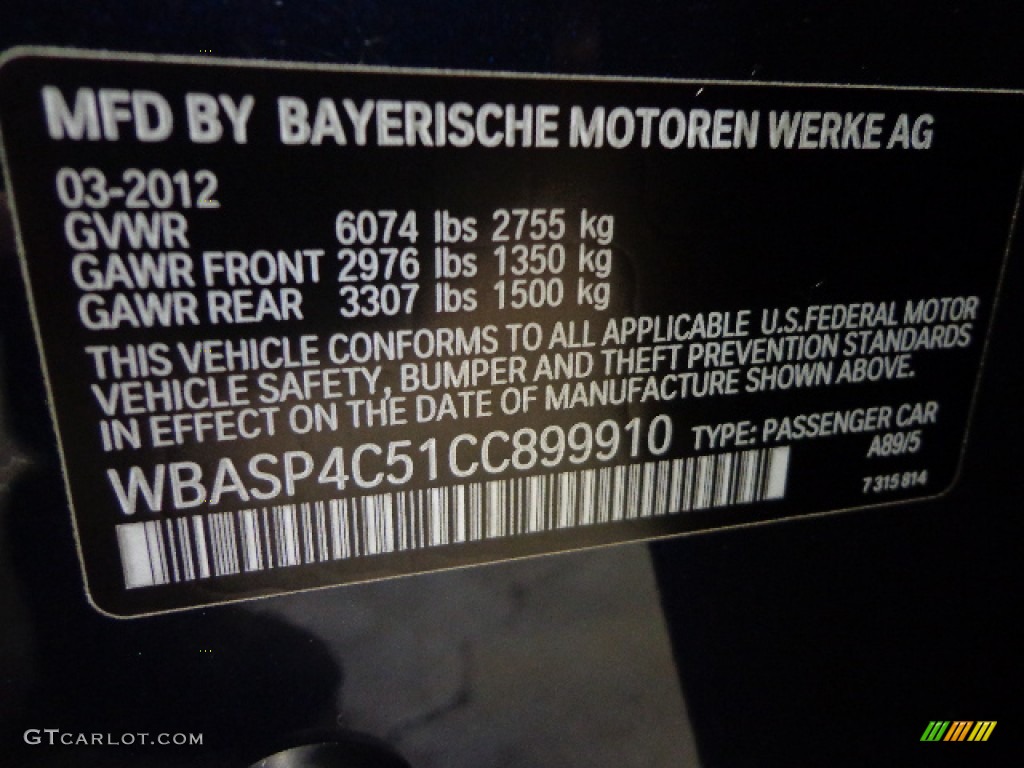 MFD BY BAYERISCHE MOTOREN WERKE AG
03-2012
GVWR 6074 lbs 2755 kg
GAWR FRONT 2976 lbs 1350 kg
GAWR REAR 3307 lbs 1500 kg
THIS VEHICLE CONFORMS TO ALL APPLICABLE U.S.FEDERAL MOTOR
VEHICLE SAFETY, BUMPER AND THEFT PREVENTION STANDARDS
IN EFFECT ON THE DATE OF MANUFACTURE SHOWN ABOVE.
WBASP4C51CC899910 TYPE: PASSENGER CAR
A89/5
7 315 814
GTCARLOT.COM